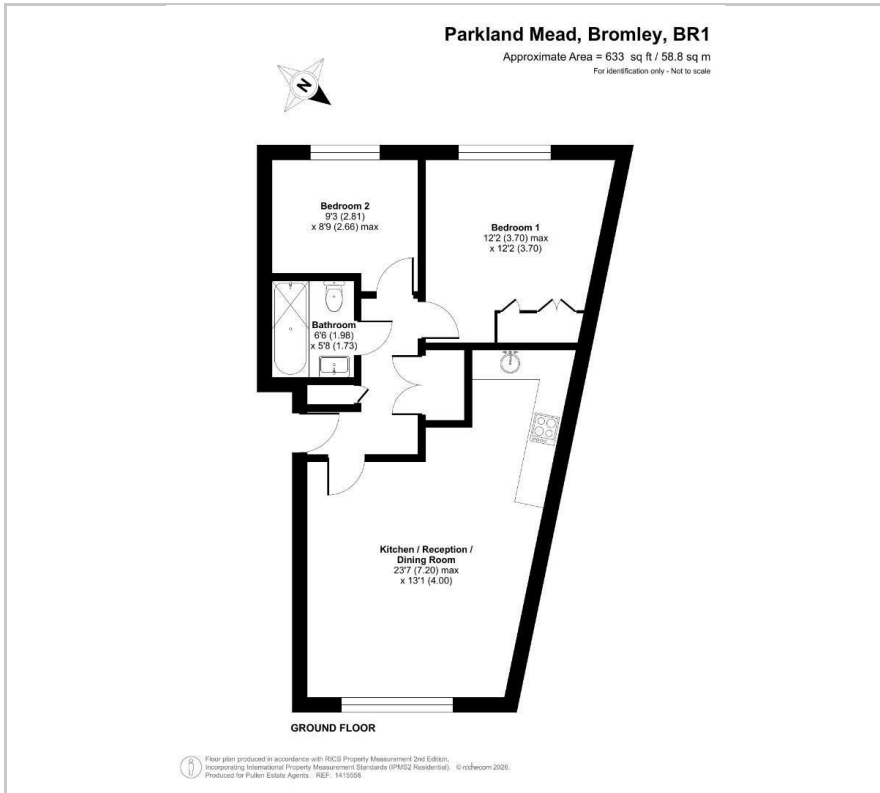 Parkland Mead, Bromley, BR1
Approximate Area = 633 sq ft / 58.8 sq m
For identification only - Not to scale
N
Bedroom 2
9'3 (2.81)
x 8'9 (2.66) max
Bedroom 1
12'2 (3.70) max
x 12'2 (3.70)
Bathroom
6'6 (1.98)
x 5'8 (1.73)
Kitchen / Reception /
Dining Room
23'7 (7.20) max
x 13'1 (4.00)
GROUND FLOOR
Floor plan produced in accordance with RICS Property Measurement 2nd Edition,
Incorporating International Property Measurement Standards (IPMS2 Residential). © nichecom 2026.
Produced for Pullen Estate Agents. REF: 1415556